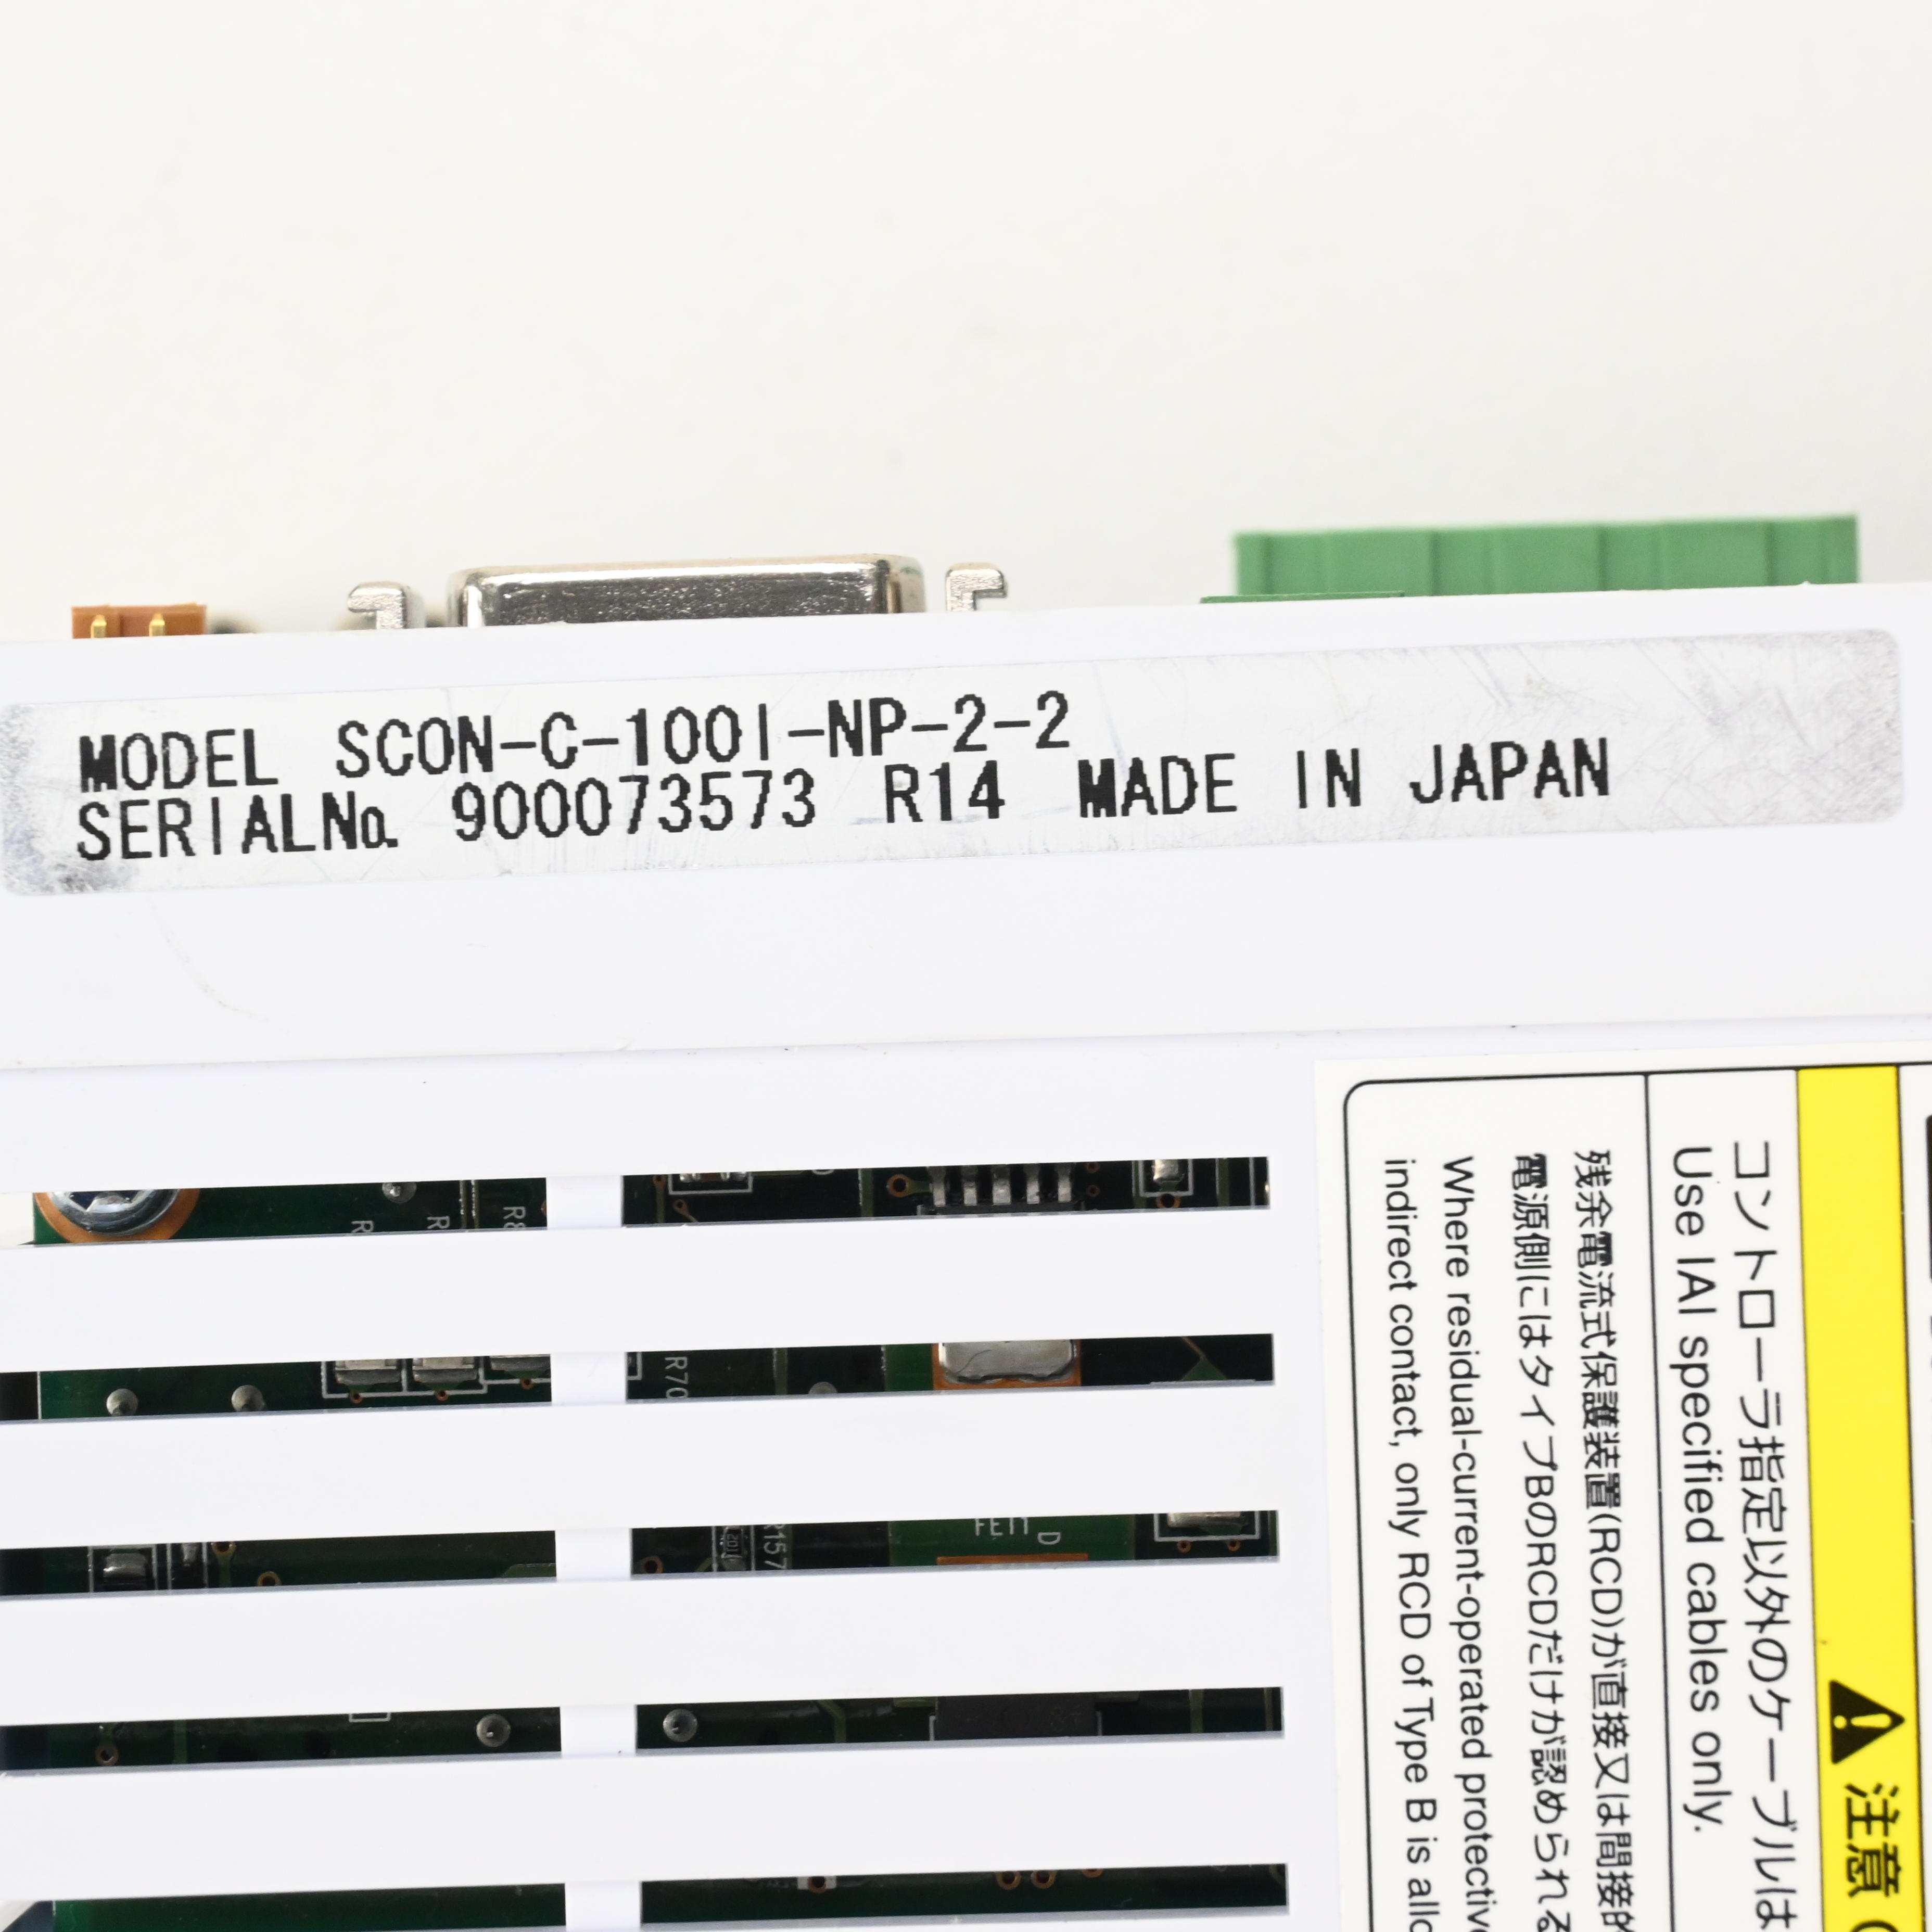 MODEL SCON-C-100I-NP-2-2
SERIALNo. 900073573 R14 MADE IN JAPAN
注意
コントローラ指定以外のケーブルは
Use IAI specified cables only.
残余電流式保護装置(RCD)が直接又は間接的
電源側にはタイプBのRCDだけが認められる
Where residual-current-operated protective
indirect contact, only RCD of Type B is allo
R70